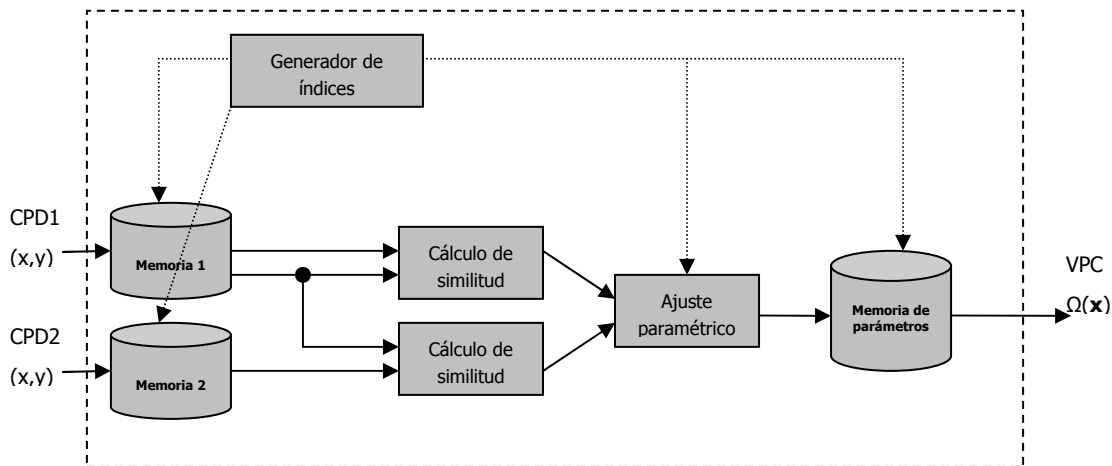 Generador de
índices
CPD1
(x,y)
Memoria 1
Cálculo de
similitud
CPD2
(x,y)
Memoria 2
Cálculo de
similitud
Ajuste
paramétrico
Memoria de
parámetros
VPC
Ω(x)